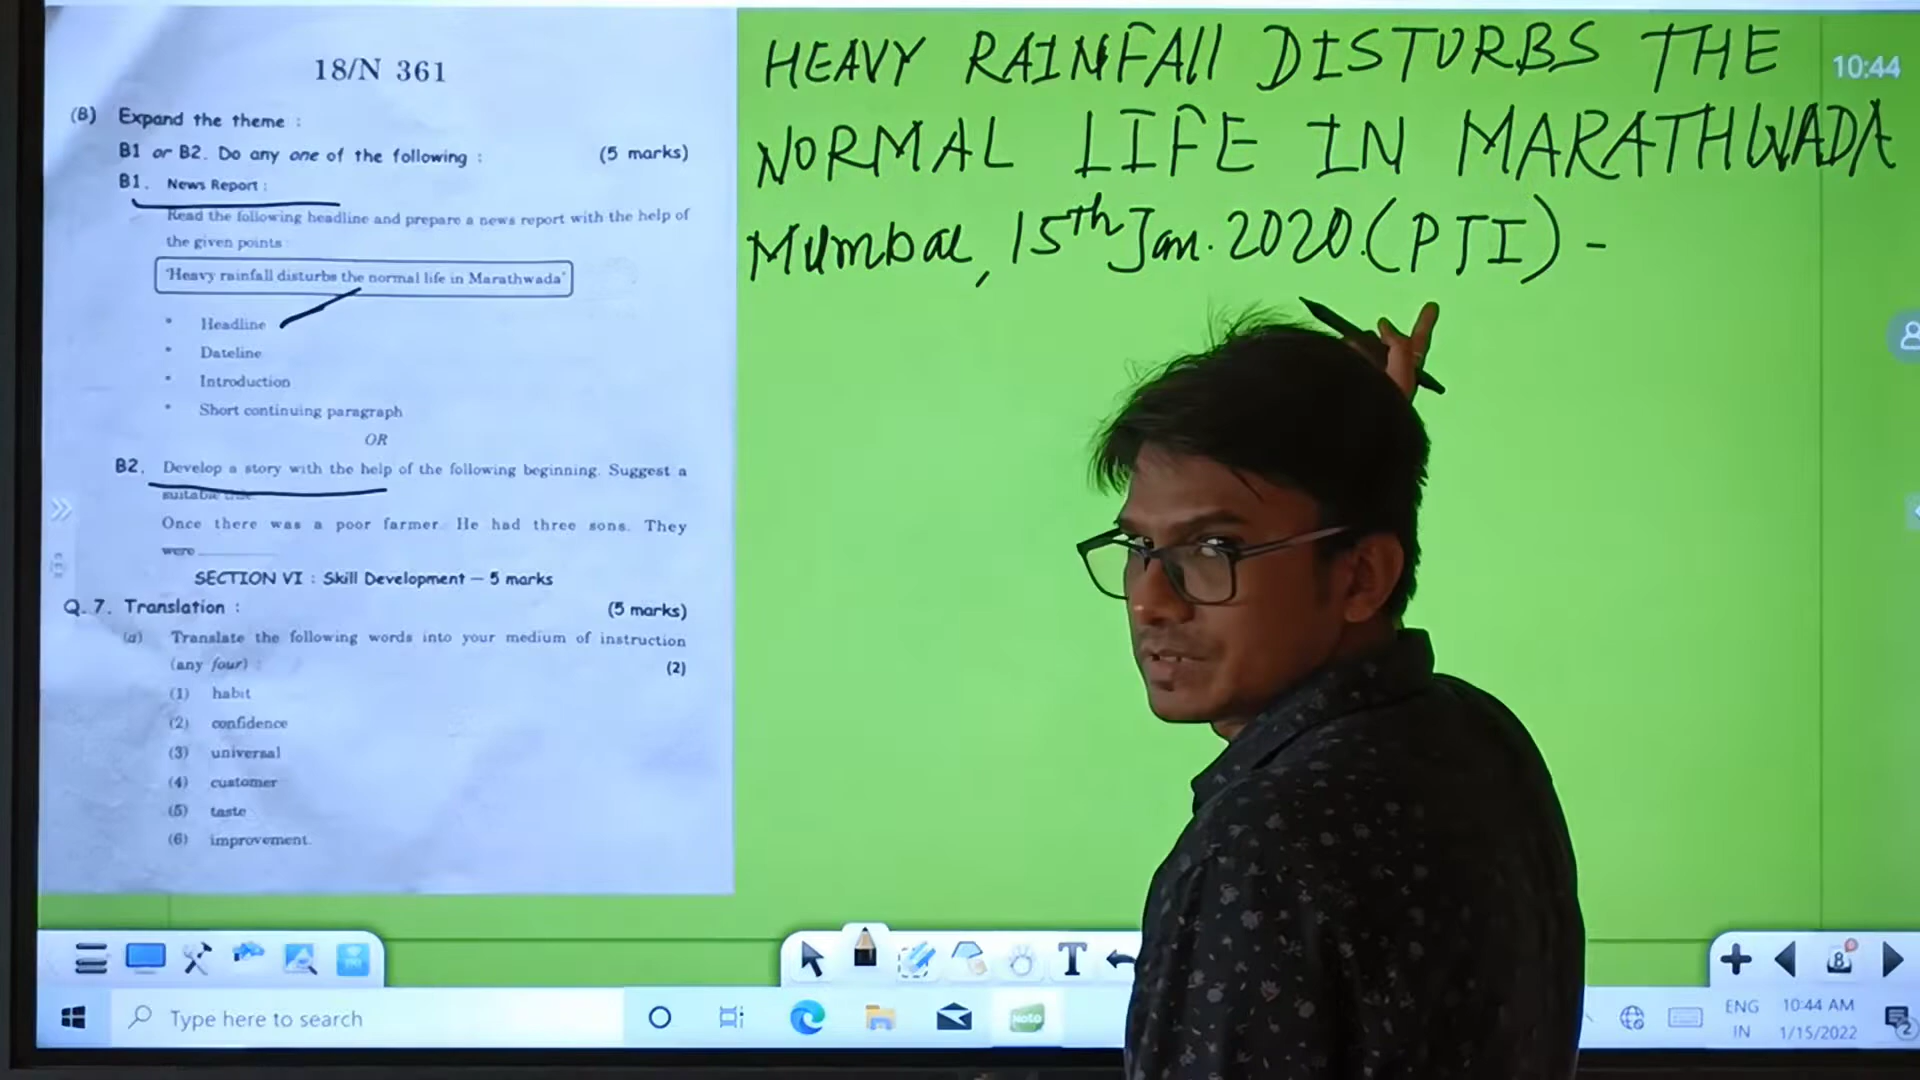 18/N 361
(B) Expand the theme :
B1 or B2. Do any one of the following : (5 marks)
B1. News Report :
Read the following headline and prepare a news report with the help of
the given points
'Heavy rainfall disturbs the normal life in Marathwada'
* Headline
* Dateline
* Introduction
* Short continuing paragraph
OR
B2. Develop a story with the help of the following beginning. Suggest a
suitable
Once there was a poor farmer. He had three sons. They
were
SECTION VI : Skill Development – 5 marks
Q. 7. Translation : (5 marks)
(a) Translate the following words into your medium of instruction
(any four) : (2)
(1) habit
(2) confidence
(3) universal
(4) customer
(5) taste
(6) improvement.
HEAVY RAINFAll DISTURBS THE
NORMAL LIFE IN MARATHWADA
Mumbai, 15th Jan. 2020.(PTI) -
10:44
T
8
Type here to search
Note
ENG
IN
10:44 AM
1/15/2022
2